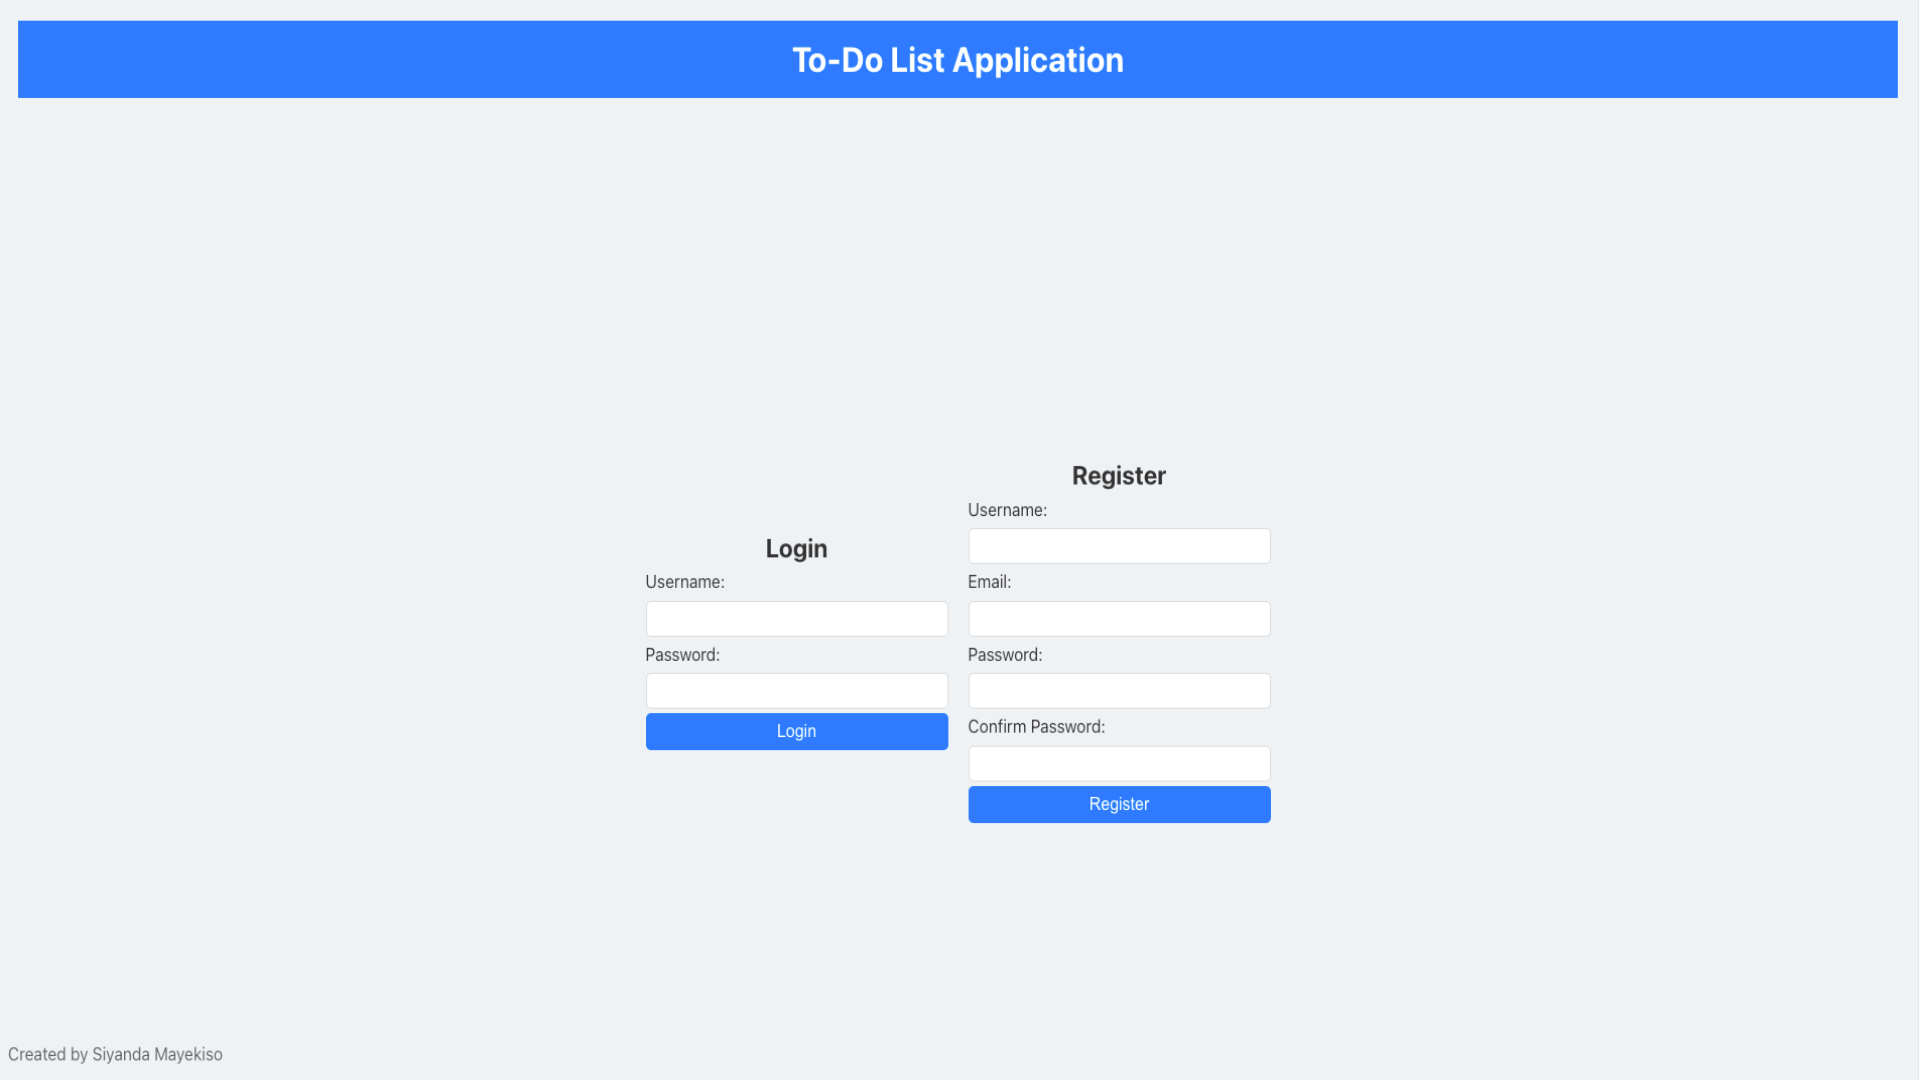 To-Do List Application
Login
Username:
Password:
Login
Register
Username:
Email:
Password:
Confirm Password:
Register
Created by Siyanda Mayekiso